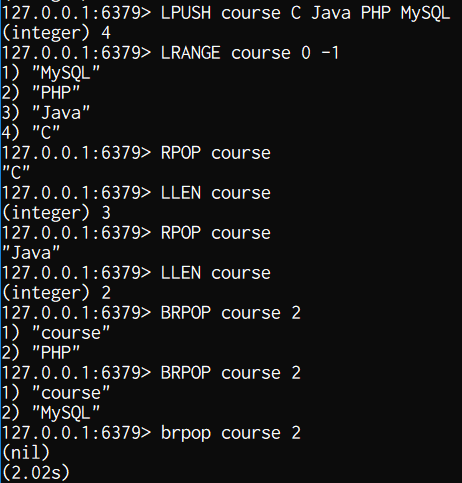 127.0.0.1:6379> LPUSH course C Java PHP MySQL
(integer) 4
127.0.0.1:6379> LRANGE course 0 -1
1) "MySQL"
2) "PHP"
3) "Java"
4) "C"
127.0.0.1:6379> RPOP course
"C"
127.0.0.1:6379> LLEN course
(integer) 3
127.0.0.1:6379> RPOP course
"Java"
127.0.0.1:6379> LLEN course
(integer) 2
127.0.0.1:6379> BRPOP course 2
1) "course"
2) "PHP"
127.0.0.1:6379> BRPOP course 2
1) "course"
2) "MySQL"
127.0.0.1:6379> brpop course 2
(nil)
(2.02s)